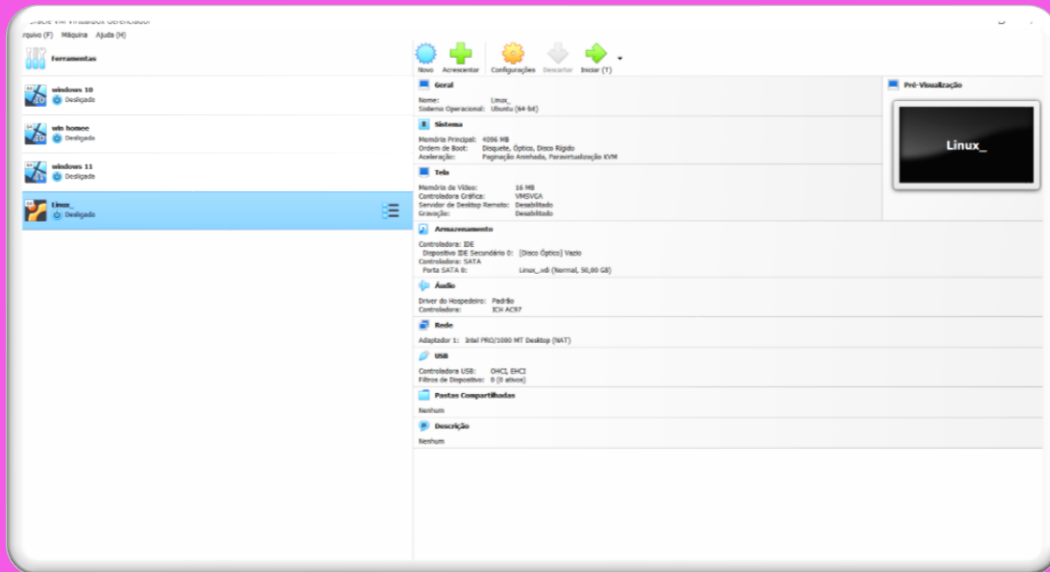 Oracle VM VirtualBox Gerenciador
rquivo (F) Máquina Ajuda (H)
Ferramentas
Novo Acrescentar Configurações Descartar Iniciar (T)
windows 10
Desligada
win homee
Desligada
windows 11
Desligada
Linux_
Desligada
Geral
Nome: Linux_
Sistema Operacional: Ubuntu (64-bit)
Sistema
Memória Principal: 4096 MB
Ordem de Boot: Disquete, Óptico, Disco Rígido
Aceleração: Paginação Aninhada, Paravirtualização KVM
Tela
Memória de Vídeo: 16 MB
Controladora Gráfica: VMSVGA
Servidor de Desktop Remoto: Desabilitado
Gravação: Desabilitado
Armazenamento
Controladora: IDE
Dispositivo IDE Secundário 0: [Disco Óptico] Vazio
Controladora: SATA
Porta SATA 0: Linux_.vdi (Normal, 50,00 GB)
Áudio
Driver do Hospedeiro: Padrão
Controladora: ICH AC97
Rede
Adaptador 1: Intel PRO/1000 MT Desktop (NAT)
USB
Controladora USB: OHCI, EHCI
Filtros de Dispositivo: 0 (0 ativos)
Pastas Compartilhadas
Nenhum
Descrição
Nenhum
Pré-Visualização
Linux_